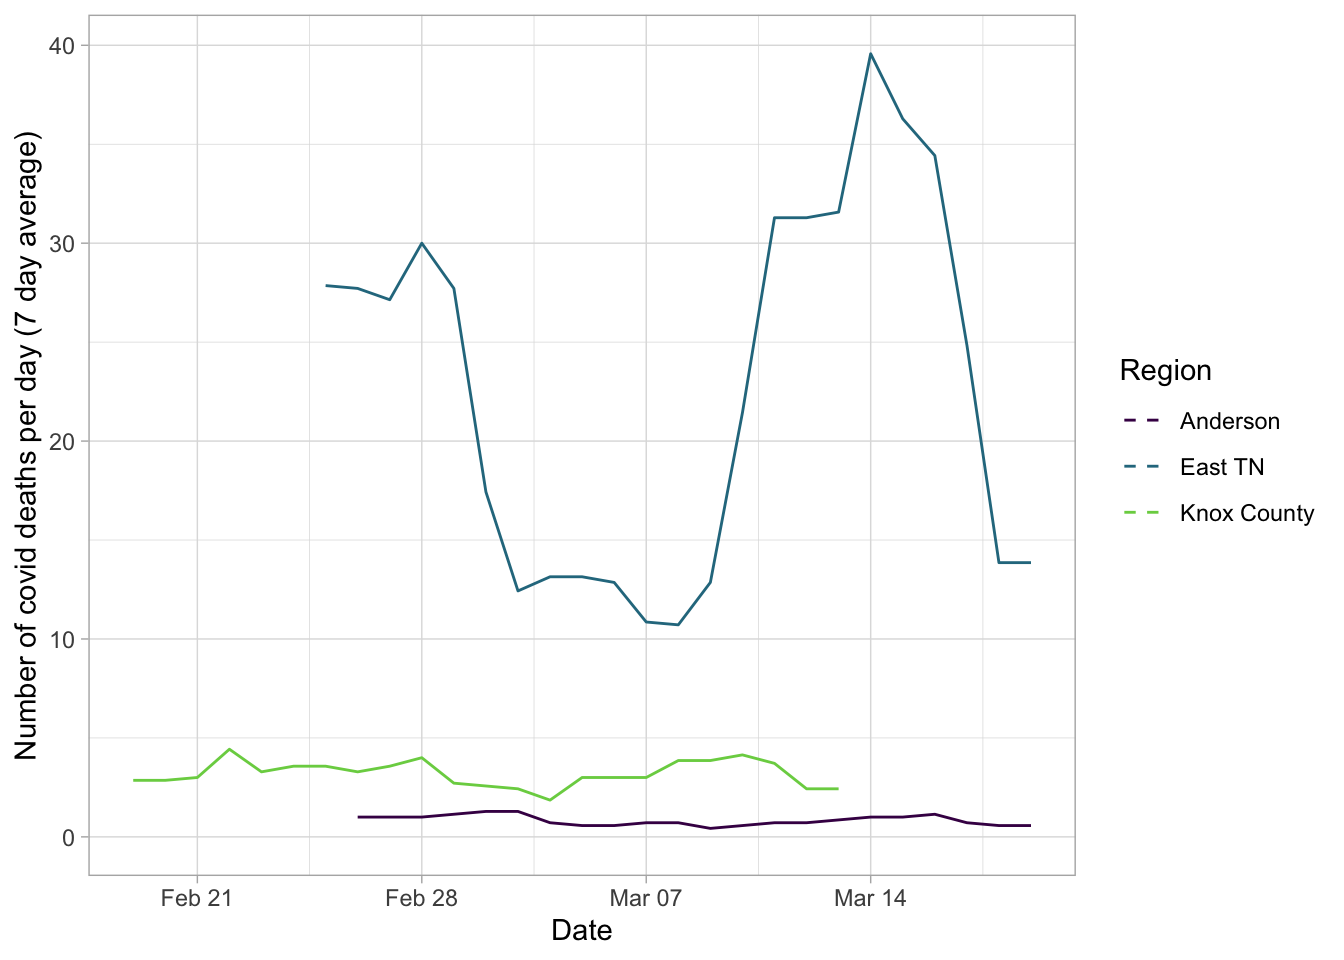 Number of covid deaths per day (7 day average)
40
30
20
10
0
Feb 21
Feb 28
Mar 07
Mar 14
Date
Region
Anderson
East TN
Knox County